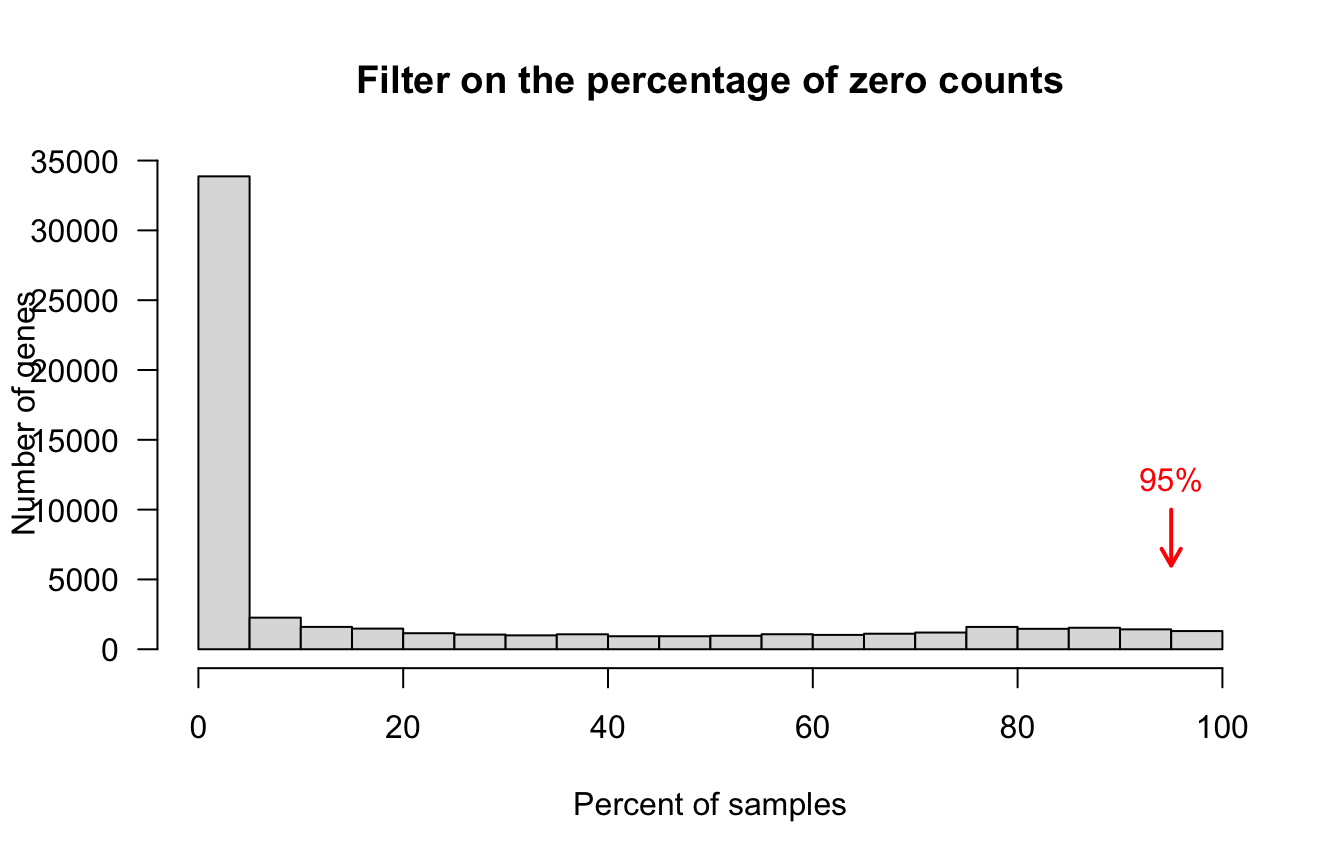 Filter on the percentage of zero counts
35000
30000
25000
20000
15000
10000
5000
0
Number of genes
95%
0 20 40 60 80 100
Percent of samples